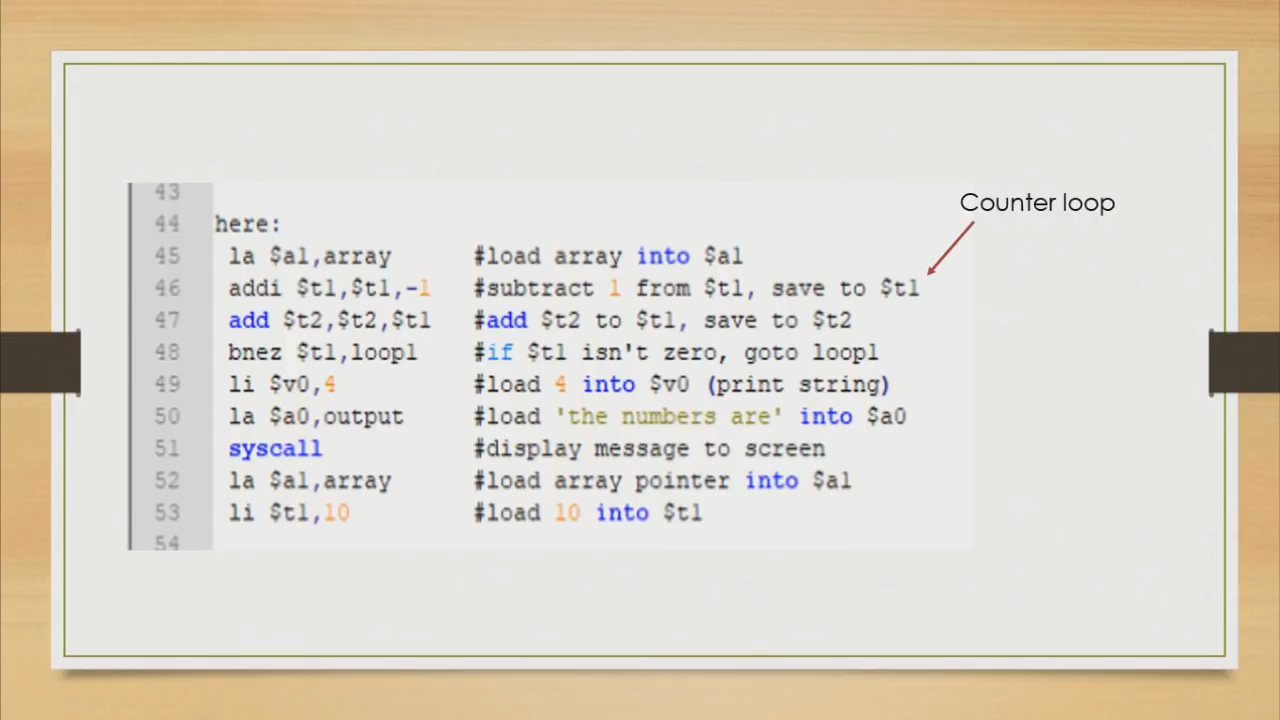 Counter loop
43
44 here:
45 la $a1,array #load array into $a1
46 addi $t1,$t1,-1 #subtract 1 from $t1, save to $t1
47 add $t2,$t2,$t1 #add $t2 to $t1, save to $t2
48 bnez $t1,loop1 #if $t1 isn't zero, goto loop1
49 li $v0,4 #load 4 into $v0 (print string)
50 la $a0,output #load 'the numbers are' into $a0
51 syscall #display message to screen
52 la $a1,array #load array pointer into $a1
53 li $t1,10 #load 10 into $t1
54